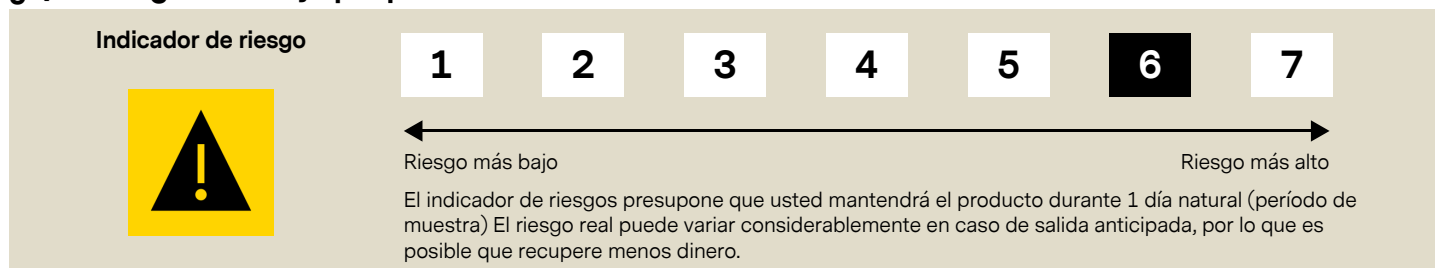 Indicador de riesgo
1 2 3 4 5 6 7
Riesgo más bajo Riesgo más alto
El indicador de riesgos presupone que usted mantendrá el producto durante 1 día natural (período de
muestra) El riesgo real puede variar considerablemente en caso de salida anticipada, por lo que es
posible que recupere menos dinero.